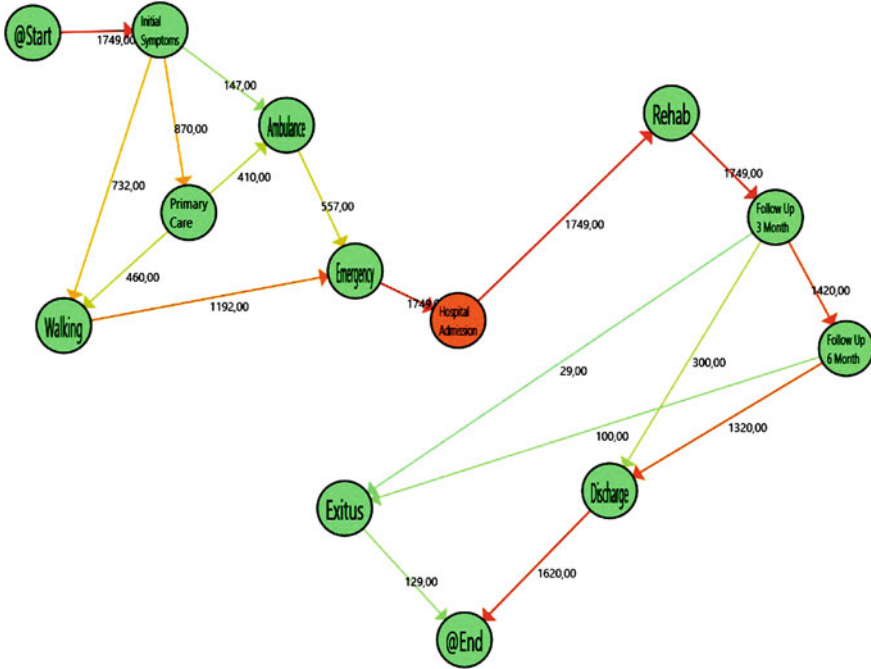 @Start
1749,00
Initial
Symptoms
147,00
870,00
732,00
Ambulance
410,00
Primary
Care
460,00
557,00
Walking
1192,00
Emergency
Hospital
Admission
1749,00
Rehab
1749,00
Follow Up
3 Month
1420,00
Follow Up
6 Month
29,00
300,00
100,00
1320,00
Exitus
Discharge
129,00
1620,00
@End